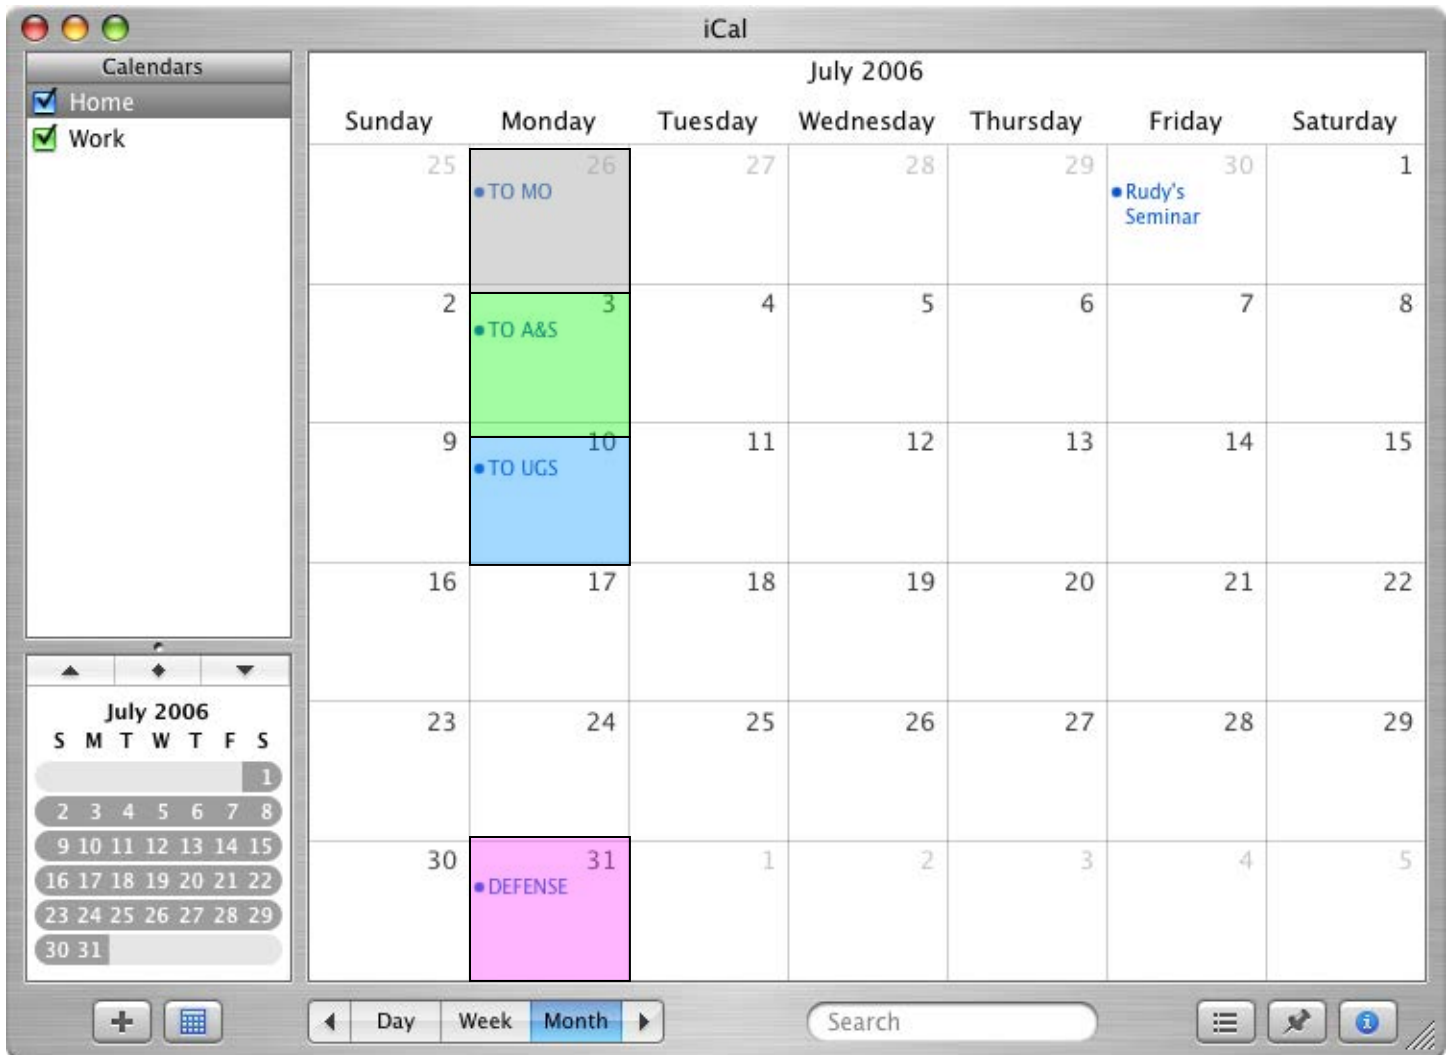 iCal
Calendars
Home
Work
July 2006
Sunday Monday Tuesday Wednesday Thursday Friday Saturday
25 26 27 28 29 30 1
TO MO
Rudy's
Seminar
2 3 4 5 6 7 8
TO A&S
9 10 11 12 13 14 15
TO UGS
16 17 18 19 20 21 22
23 24 25 26 27 28 29
30 31 1 2 3 4 5
DEFENSE
July 2006
S M T W T F S
1
2 3 4 5 6 7 8
9 10 11 12 13 14 15
16 17 18 19 20 21 22
23 24 25 26 27 28 29
30 31
Day Week Month
Search